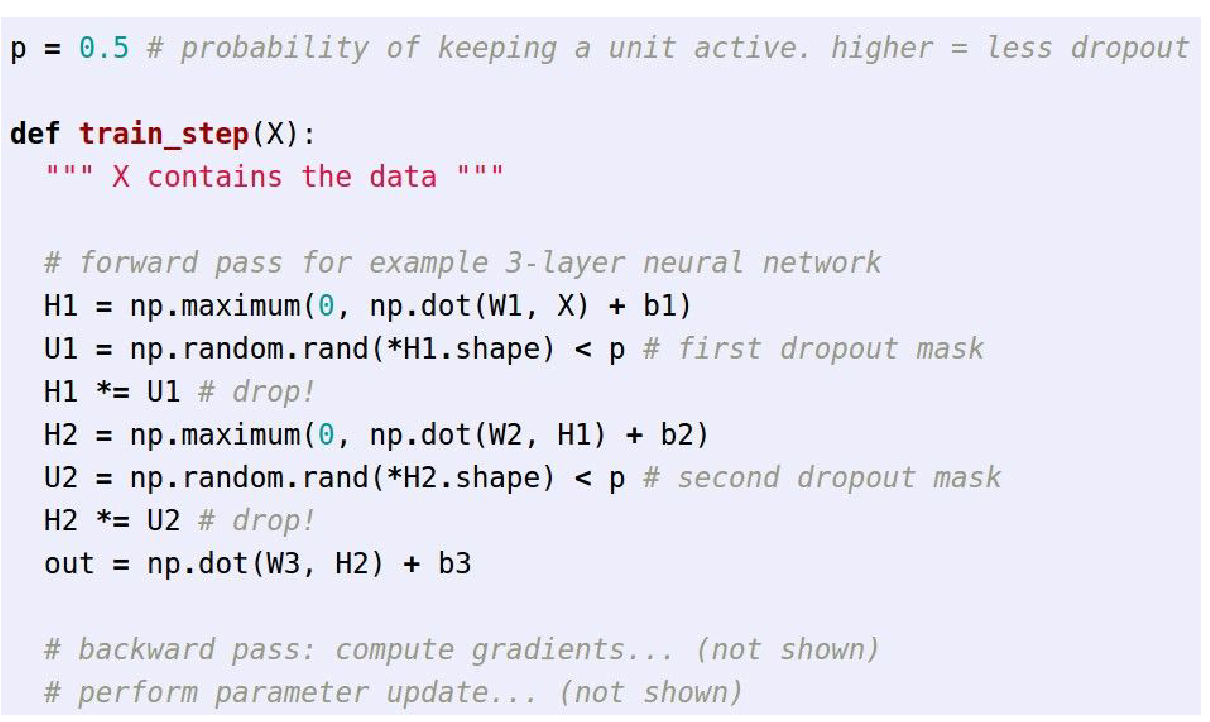 p = 0.5 # probability of keeping a unit active. higher = less dropout
def train_step(X):
""" X contains the data """
# forward pass for example 3-layer neural network
H1 = np.maximum(0, np.dot(W1, X) + b1)
U1 = np.random.rand(*H1.shape) < p # first dropout mask
H1 *= U1 # drop!
H2 = np.maximum(0, np.dot(W2, H1) + b2)
U2 = np.random.rand(*H2.shape) < p # second dropout mask
H2 *= U2 # drop!
out = np.dot(W3, H2) + b3
# backward pass: compute gradients... (not shown)
# perform parameter update... (not shown)